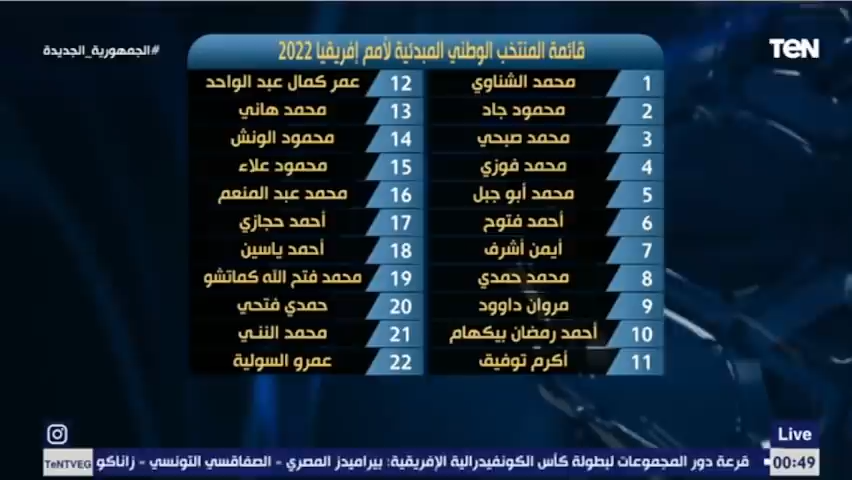 #الجمهورية_الجديدة
TEN
قائمة المنتخب الوطني المبدئية لأمم إفريقيا 2022
1 محمد الشناوي
2 محمود جاد
3 محمد صبحي
4 محمد فوزي
5 محمد أبو جبل
6 أحمد فتوح
7 أيمن أشرف
8 محمد حمدي
9 مروان داوود
10 أحمد رمضان بيكهام
11 أكرم توفيق
12 عمر كمال عبد الواحد
13 محمد هاني
14 محمود الونش
15 محمود علاء
16 محمد عبد المنعم
17 أحمد حجازي
18 أحمد ياسين
19 محمد فتح الله كماتشو
20 حمدي فتحي
21 محمد النني
22 عمرو السولية
Live
00:49
قرعة دور المجموعات لبطولة كأس الكونفيدرالية الإفريقية: بيراميدز المصري - الصفاقسي التونسي - زاناكو
TeNTVEG